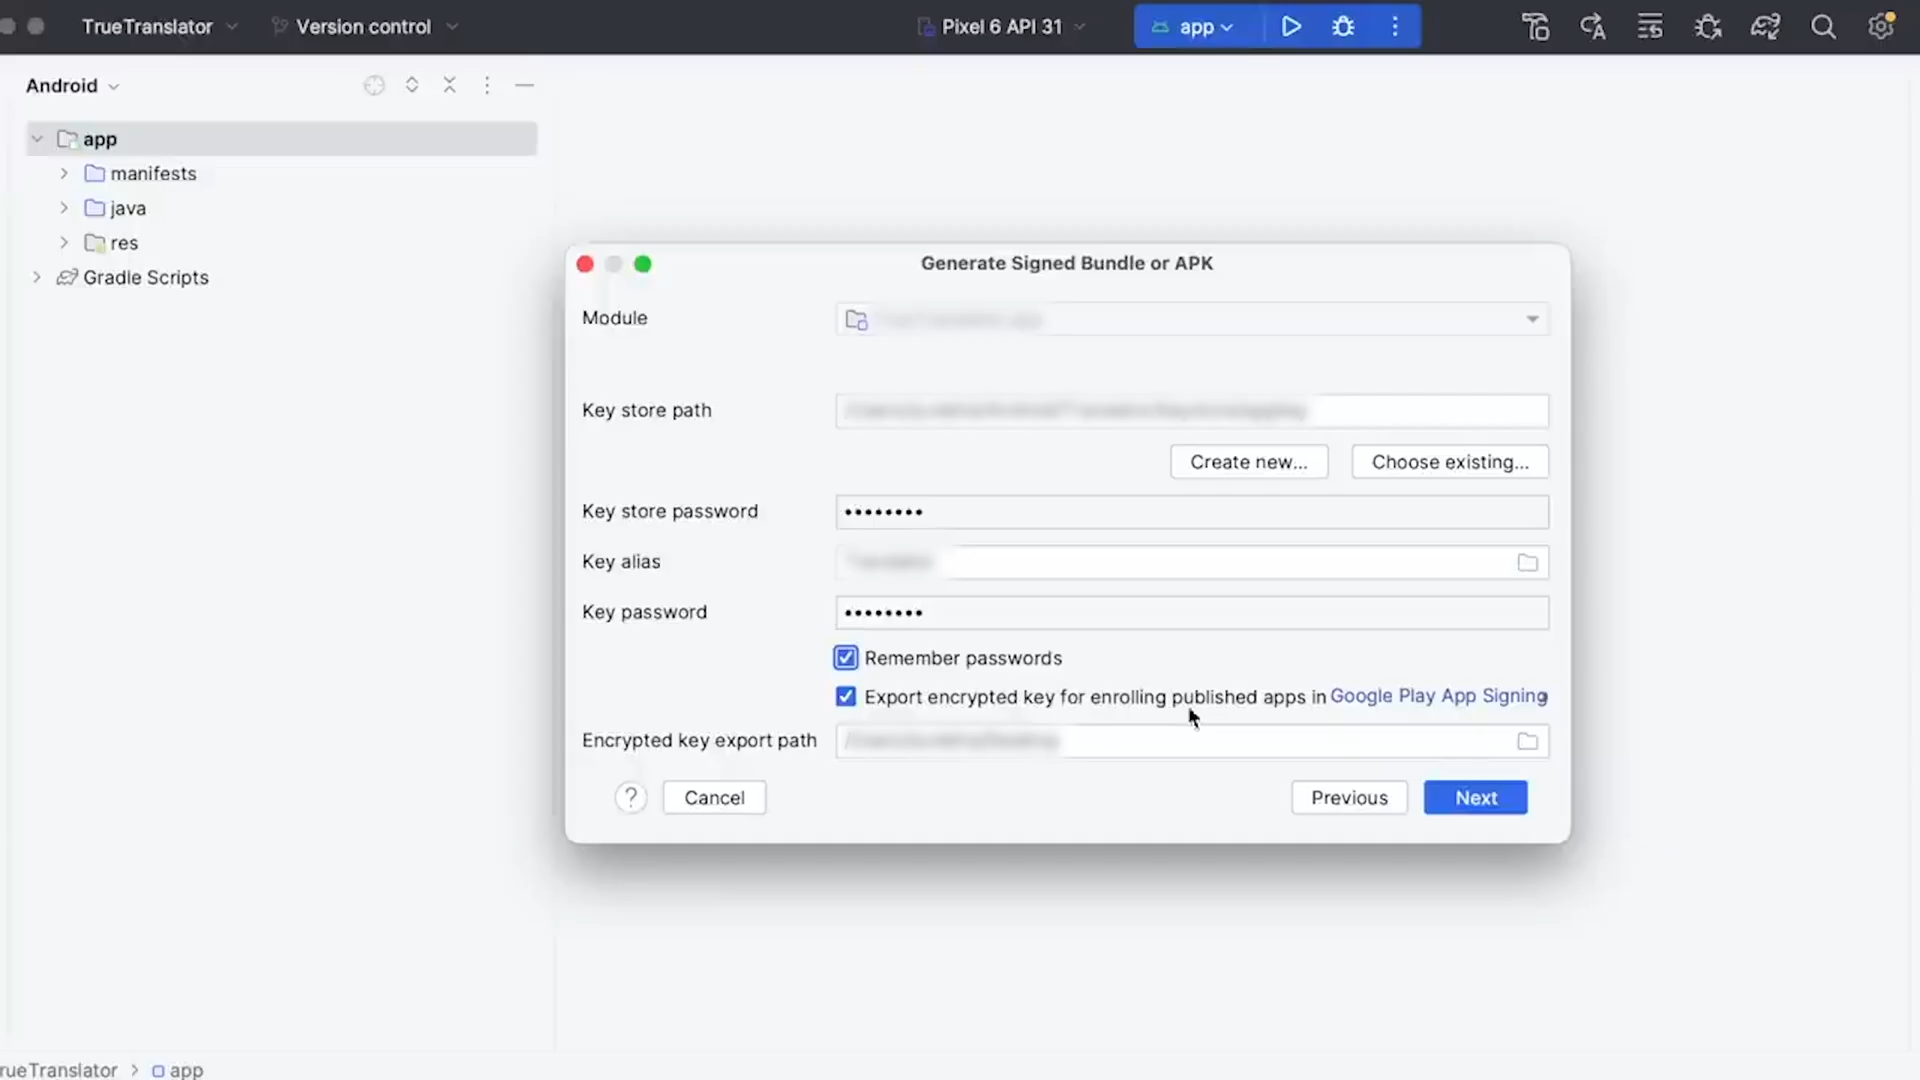 TrueTranslator Version control Pixel 6 API 31 app
Android
app
manifests
java
res
Gradle Scripts
Generate Signed Bundle or APK
Module
Key store path
Create new... Choose existing...
Key store password ••••••••
Key alias
Key password ••••••••
Remember passwords
Export encrypted key for enrolling published apps in Google Play App Signing
Encrypted key export path
? Cancel Previous Next
rueTranslator > app